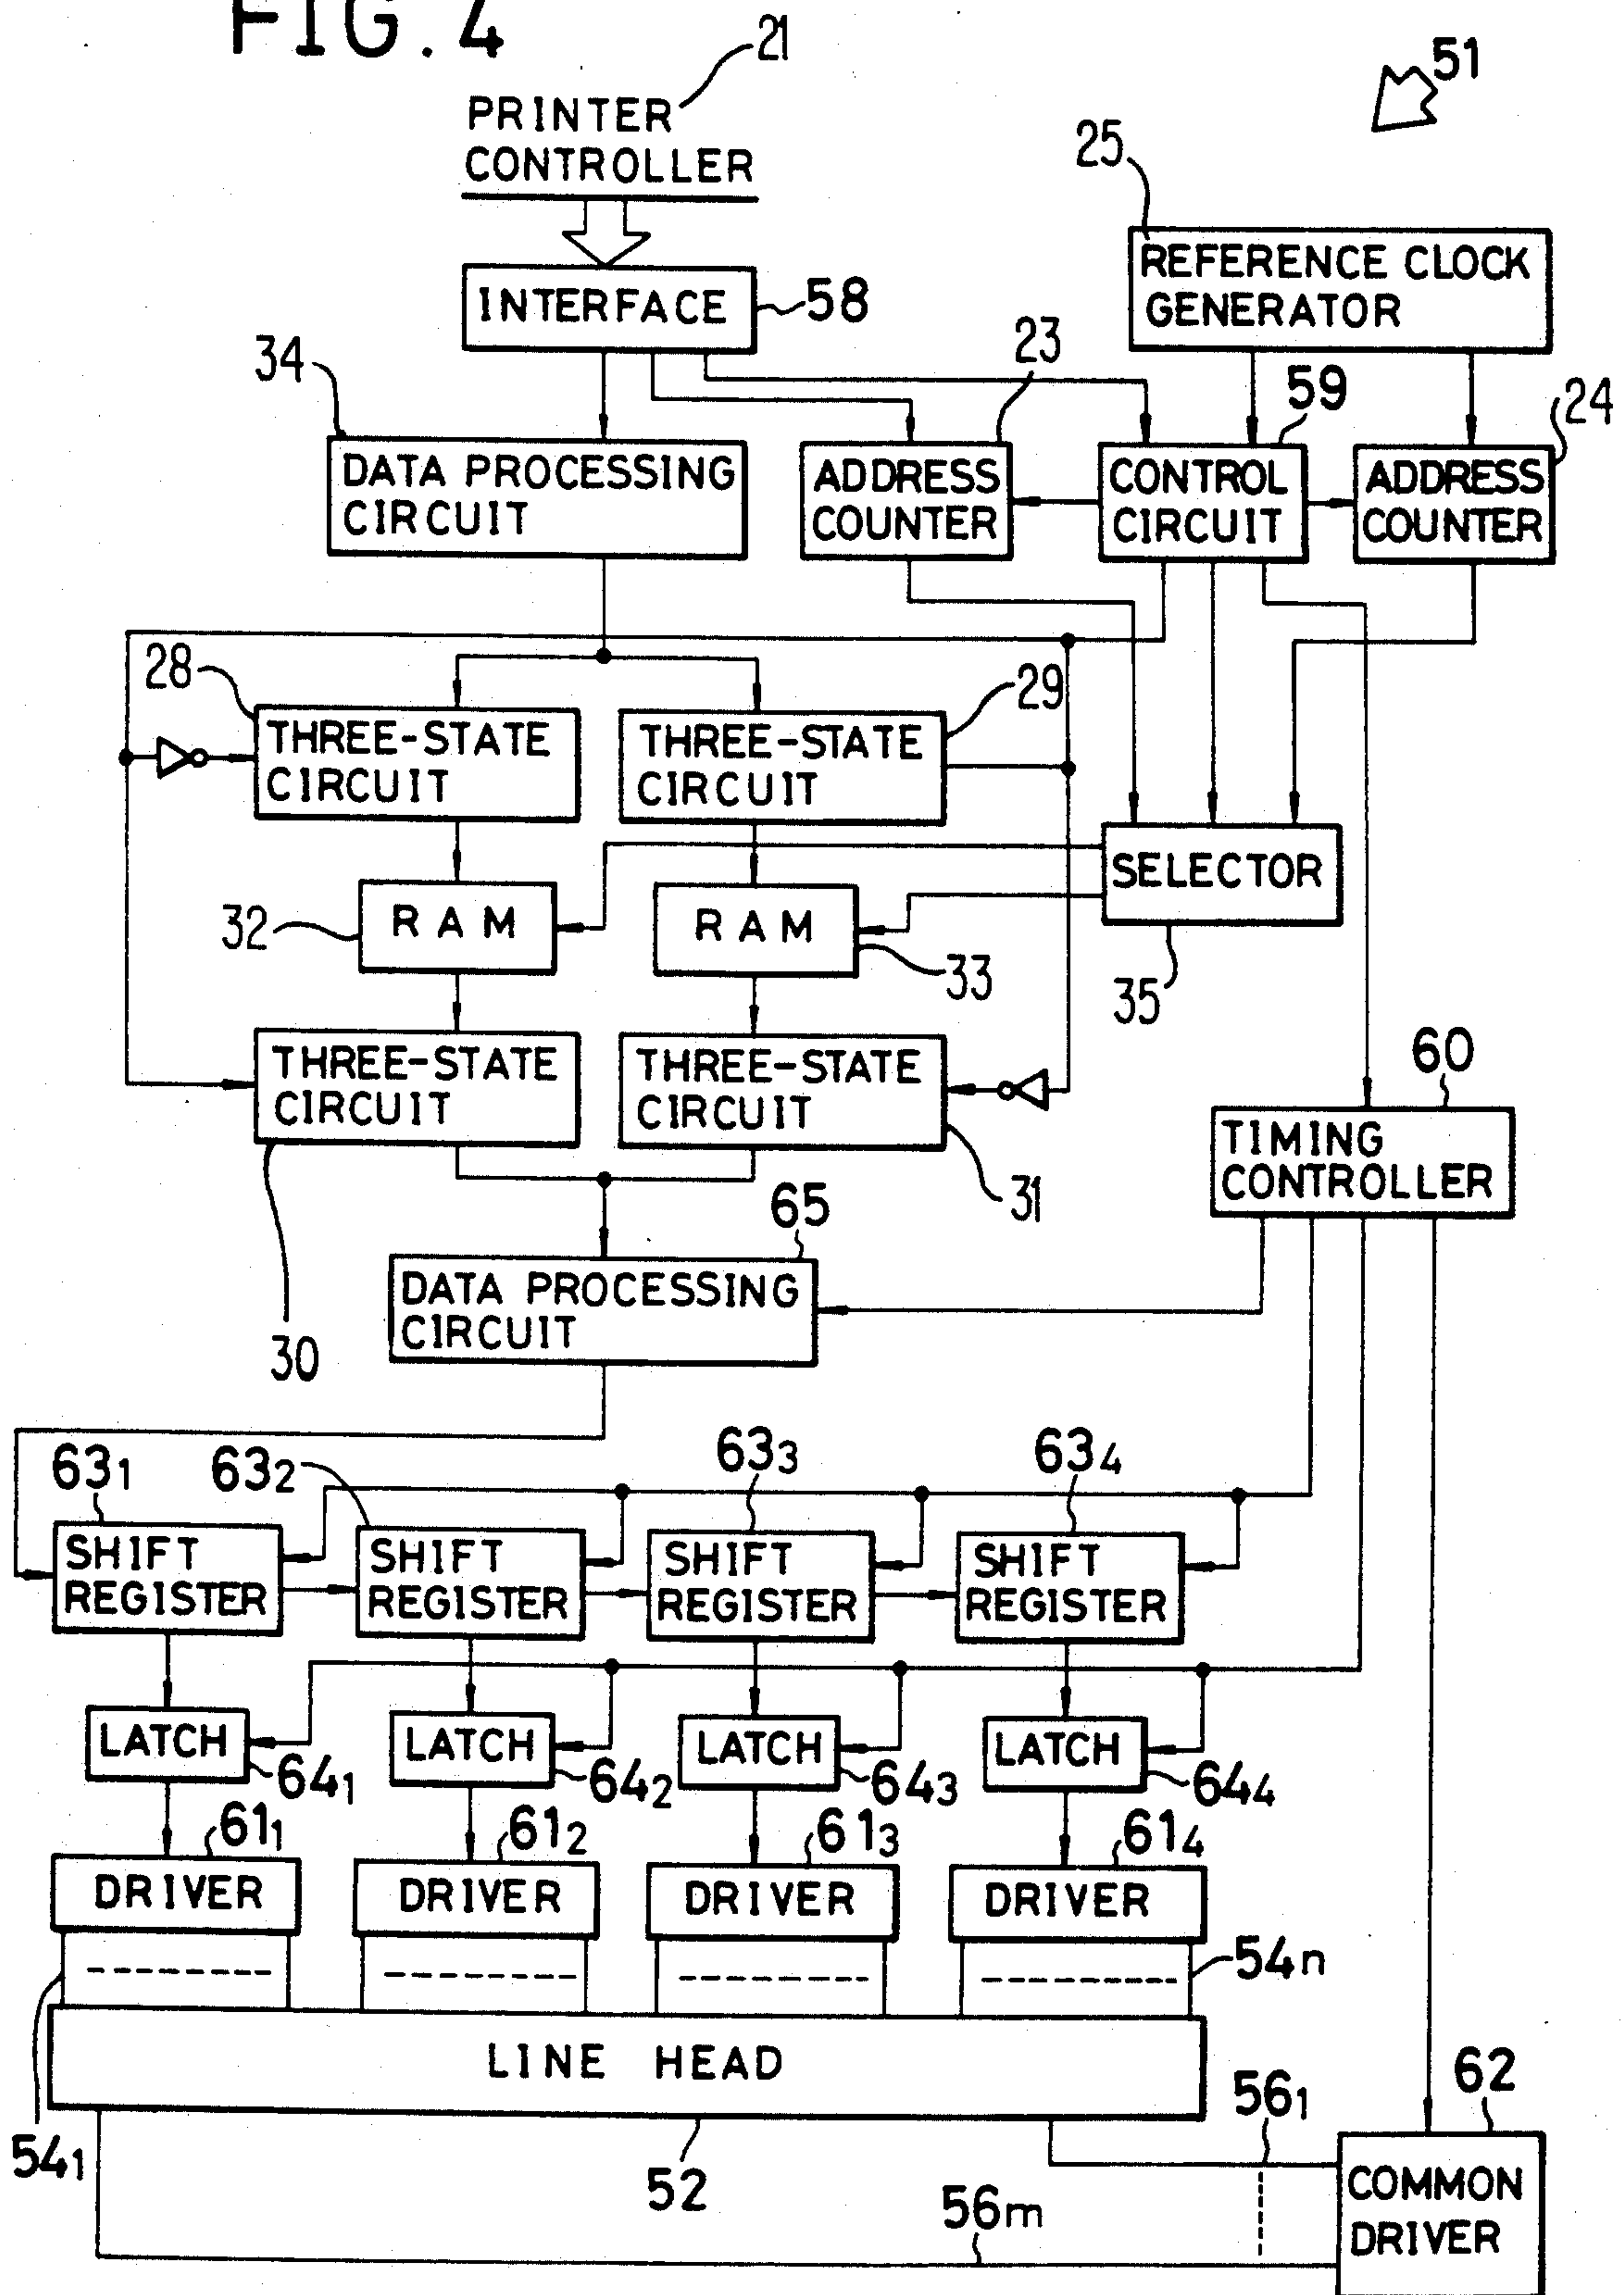 FIG. 4
21
51
PRINTER
CONTROLLER
25
REFERENCE CLOCK
GENERATOR
INTERFACE
58
34
23
59
24
DATA PROCESSING
CIRCUIT
ADDRESS
COUNTER
CONTROL
CIRCUIT
ADDRESS
COUNTER
28
29
THREE-STATE
CIRCUIT
THREE-STATE
CIRCUIT
SELECTOR
35
RAM
32
RAM
33
THREE-STATE
CIRCUIT
30
THREE-STATE
CIRCUIT
31
60
TIMING
CONTROLLER
65
DATA PROCESSING
CIRCUIT
631
632
633
634
SHIFT
REGISTER
SHIFT
REGISTER
SHIFT
REGISTER
SHIFT
REGISTER
LATCH
641
LATCH
642
LATCH
643
LATCH
644
611
612
613
614
DRIVER
DRIVER
DRIVER
DRIVER
54n
LINE HEAD
541
52
561
62
56m
COMMON
DRIVER